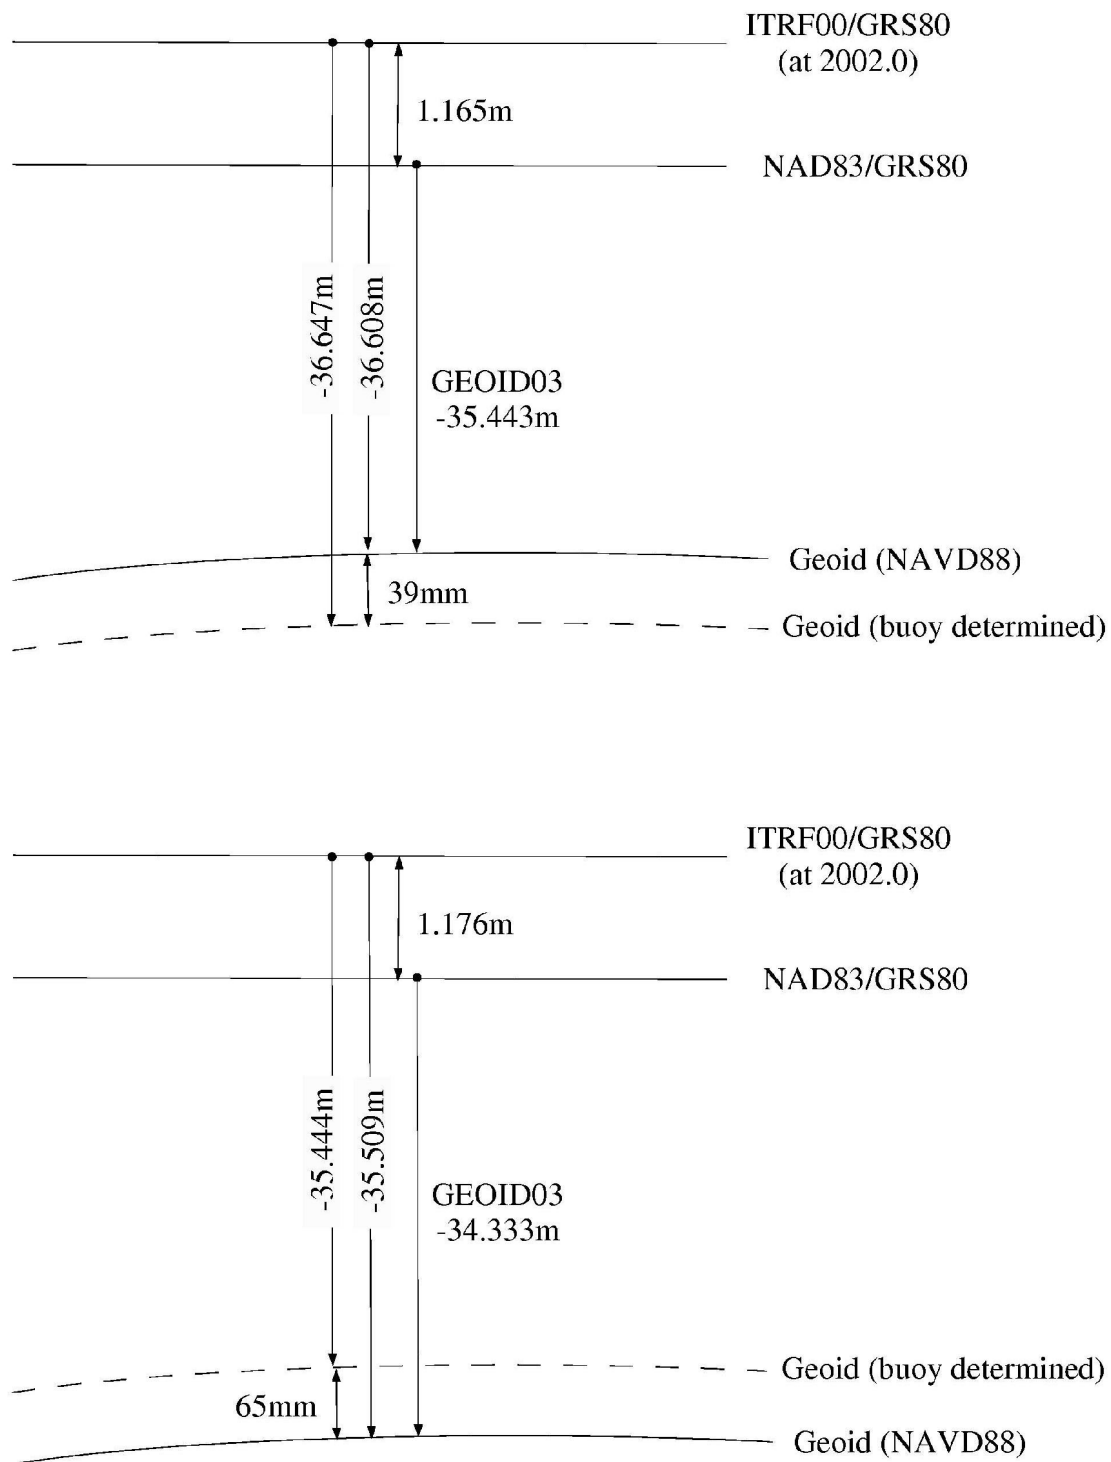 ITRF00/GRS80
(at 2002.0)
1.165m
NAD83/GRS80
-36.647m
-36.608m
GEOID03
-35.443m
Geoid (NAVD88)
39mm
Geoid (buoy determined)
ITRF00/GRS80
(at 2002.0)
1.176m
NAD83/GRS80
-35.444m
-35.509m
GEOID03
-34.333m
Geoid (buoy determined)
65mm
Geoid (NAVD88)